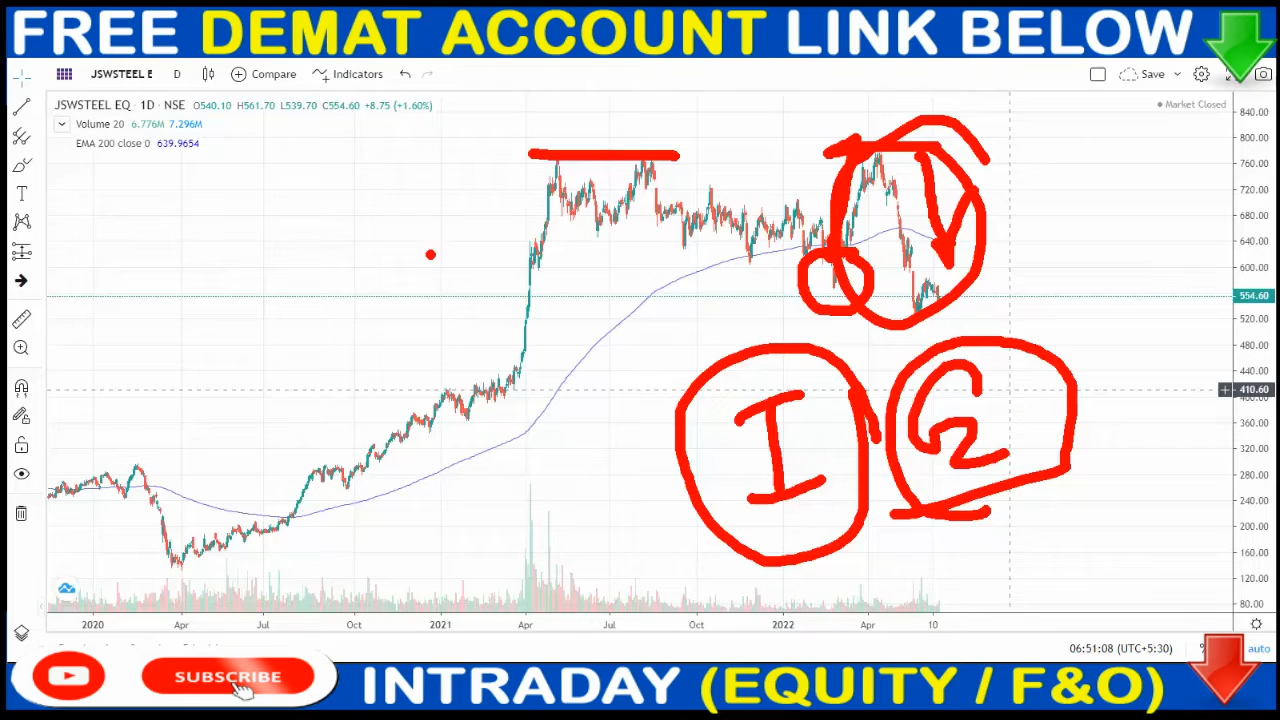 FREE DEMAT ACCOUNT LINK BELOW
JSWSTEEL E D Compare Indicators Save
JSWSTEEL EQ · 1D · NSE O540.10 H561.70 L539.70 C554.60 +8.75 (+1.60%)
Market Closed
Volume 20 6.776M 7.296M
EMA 200 close 0 639.9654
840.00
800.00
760.00
720.00
680.00
640.00
600.00
554.60
520.00
480.00
440.00
410.60
400.00
360.00
320.00
280.00
240.00
200.00
160.00
120.00
80.00
I 2
2020 Apr Jul Oct 2021 Apr Jul Oct 2022 Apr 10
06:51:08 (UTC+5:30) % auto
SUBSCRIBE
INTRADAY (EQUITY / F&O)